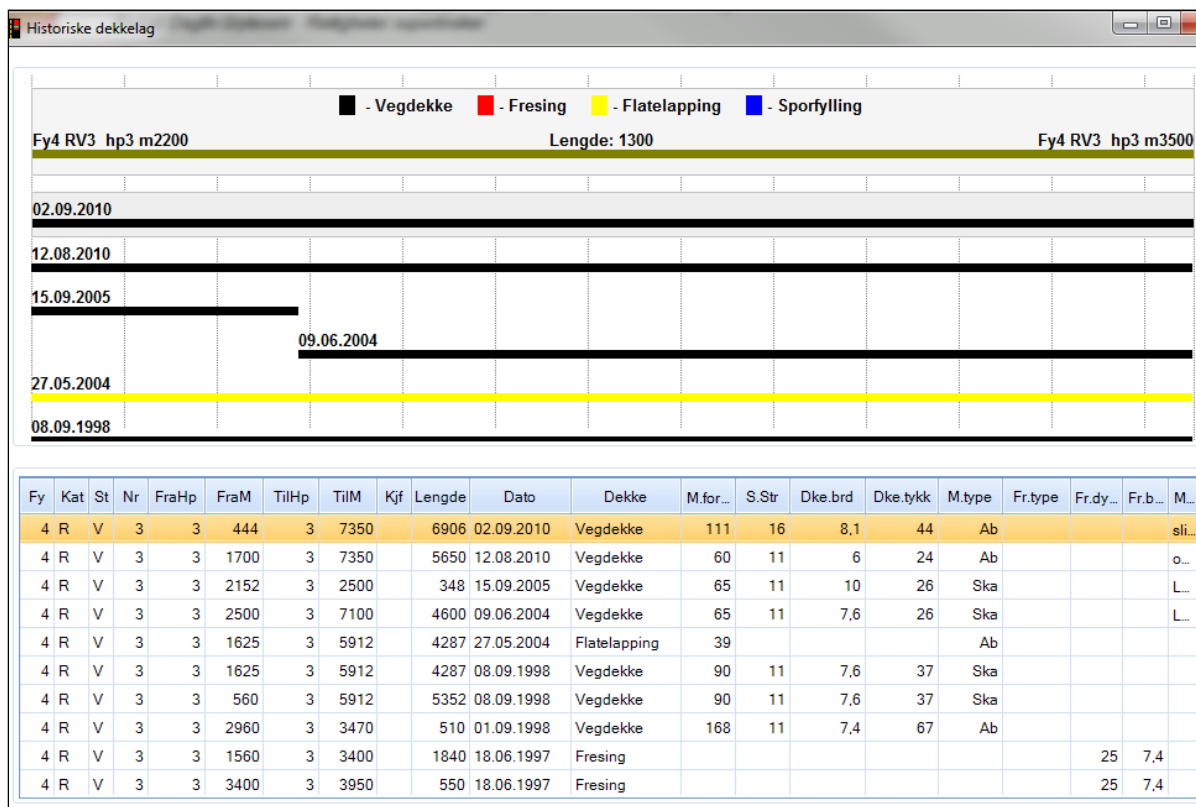 Historiske dekkelag
- Vegdekke - Fresing - Flatelapping - Sporfylling
Fy4 RV3 hp3 m2200 Lengde: 1300 Fy4 RV3 hp3 m3500
02.09.2010
12.08.2010
15.09.2005
09.06.2004
27.05.2004
08.09.1998
Fy Kat St Nr FraHp FraM TilHp TilM Kjf Lengde Dato Dekke M.for... S.Str Dke.brd Dke.tykk M.type Fr.type Fr.dy... Fr.b... M...
4 R V 3 3 444 3 7350 6906 02.09.2010 Vegdekke 111 16 8,1 44 Ab sli...
4 R V 3 3 1700 3 7350 5650 12.08.2010 Vegdekke 60 11 6 24 Ab o...
4 R V 3 3 2152 3 2500 348 15.09.2005 Vegdekke 65 11 10 26 Ska L...
4 R V 3 3 2500 3 7100 4600 09.06.2004 Vegdekke 65 11 7,6 26 Ska L...
4 R V 3 3 1625 3 5912 4287 27.05.2004 Flatelapping 39 Ab
4 R V 3 3 1625 3 5912 4287 08.09.1998 Vegdekke 90 11 7,6 37 Ska
4 R V 3 3 560 3 5912 5352 08.09.1998 Vegdekke 90 11 7,6 37 Ska
4 R V 3 3 2960 3 3470 510 01.09.1998 Vegdekke 168 11 7,4 67 Ab
4 R V 3 3 1560 3 3400 1840 18.06.1997 Fresing 25 7,4
4 R V 3 3 3400 3 3950 550 18.06.1997 Fresing 25 7,4